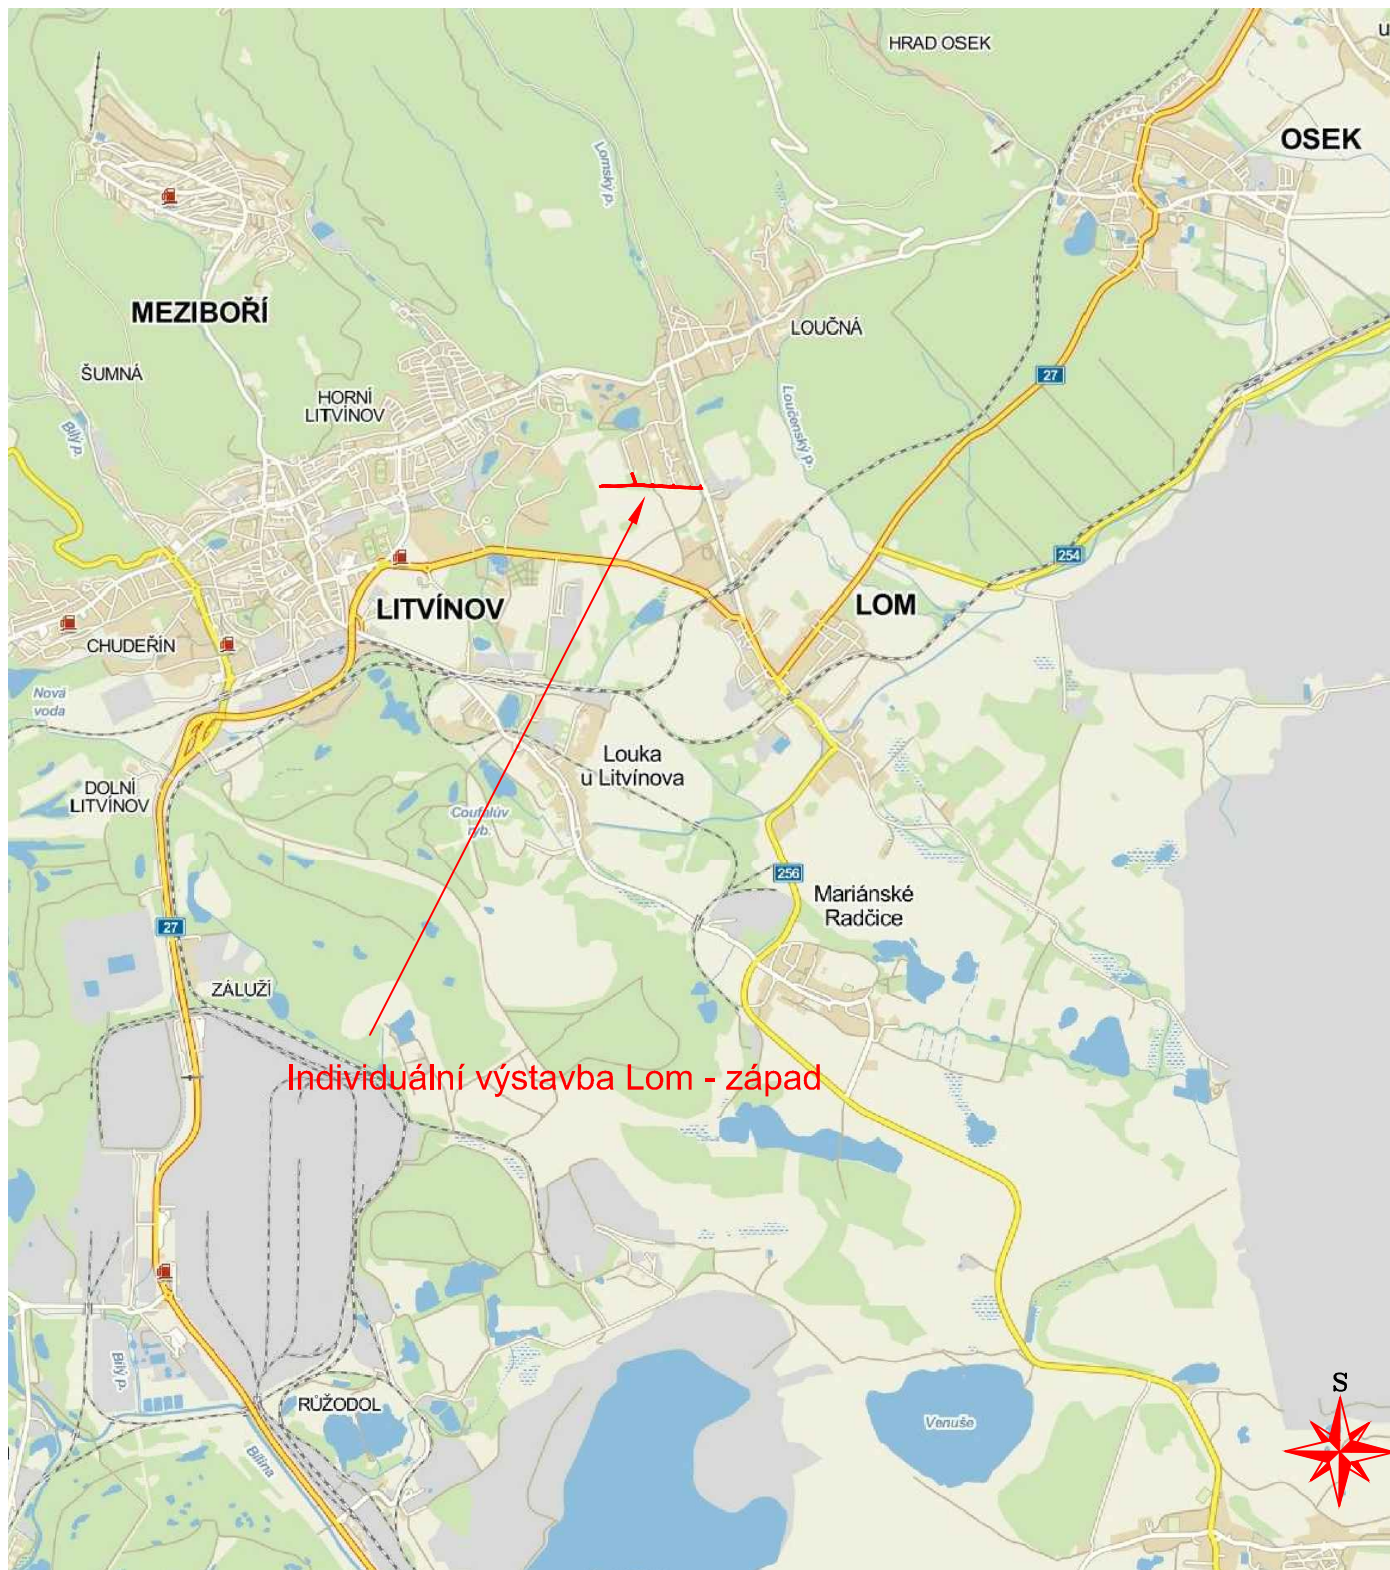 HRAD OSEK
u
OSEK
Lomský p.
MEZIBOŘÍ
LOUČNÁ
ŠUMNÁ
27
HORNÍ
LITVÍNOV
Loučenský p.
Bílý p.
254
LITVÍNOV
LOM
CHUDEŘÍN
Nová
voda
Louka
u Litvínova
DOLNÍ
LITVÍNOV
Coufalův
ryb.
256
Mariánské
Radčice
27
ZÁLUŽÍ
Individuální výstavba Lom - západ
Bílý p.
RŮŽODOL
Venuše
S
Bílina